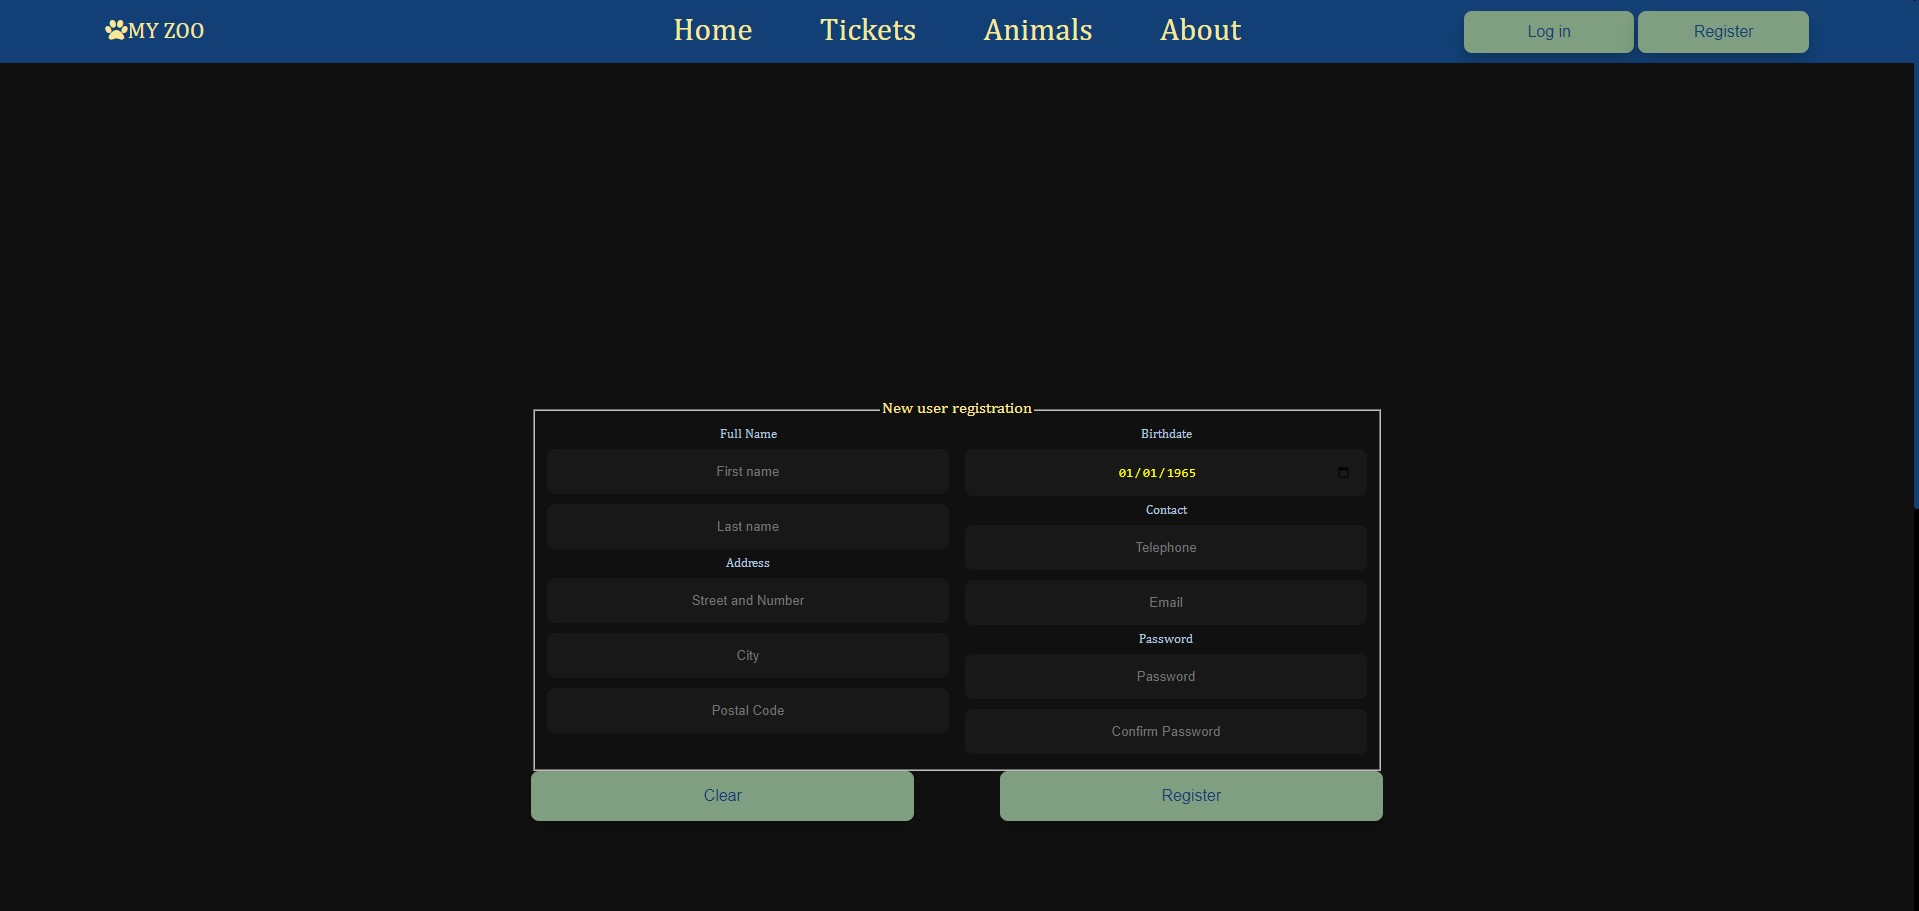 MY ZOO
Home
Tickets
Animals
About
Log in
Register
New user registration
Full Name
First name
Last name
Address
Street and Number
City
Postal Code
Birthdate
01/01/1965
Contact
Telephone
Email
Password
Password
Confirm Password
Clear
Register